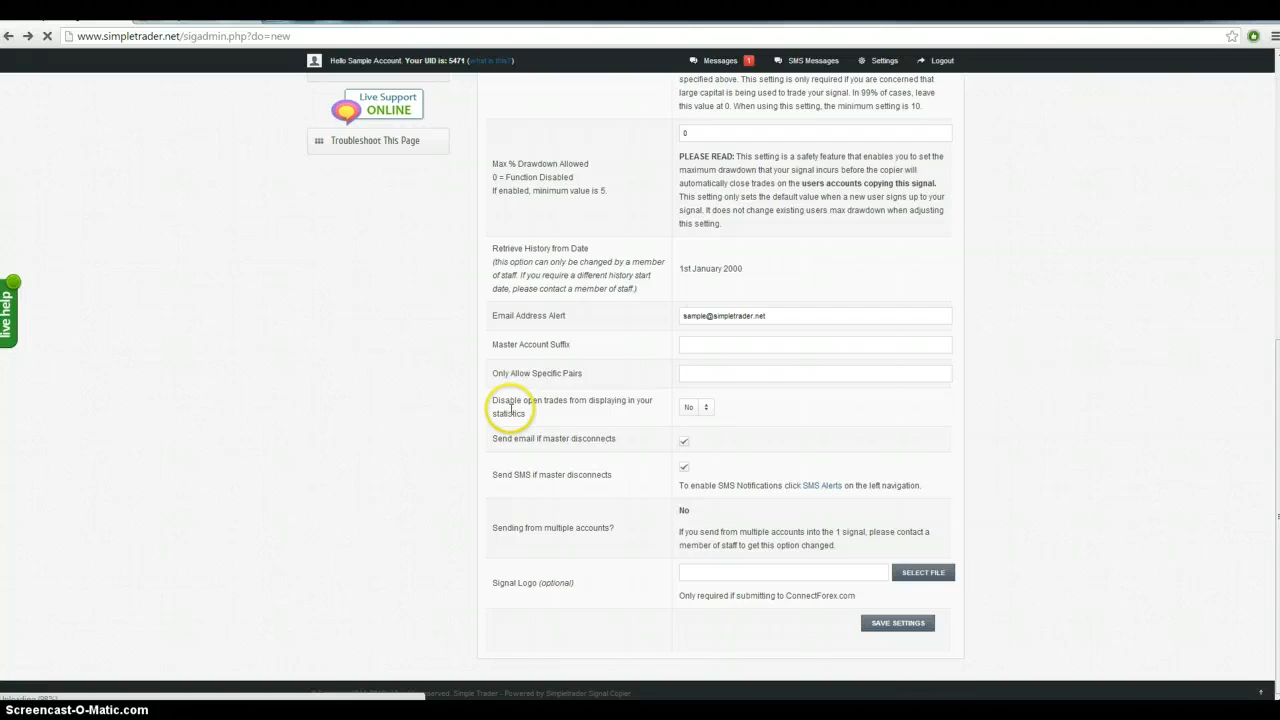 www.simpletrader.net/sigadmin.php?do=new
Hello Sample Account. Your UID is: 5471 (what is this?)
Messages 1
SMS Messages
Settings
Logout
Live Support
ONLINE
Troubleshoot This Page
live help
specified above. This setting is only required if you are concerned that
large capital is being used to trade your signal. In 99% of cases, leave
this value at 0. When using this setting, the minimum setting is 10.
Max % Drawdown Allowed
0 = Function Disabled
If enabled, minimum value is 5.
0
PLEASE READ: This setting is a safety feature that enables you to set the
maximum drawdown that your signal incurs before the copier will
automatically close trades on the users accounts copying this signal.
This setting only sets the default value when a new user signs up to your
signal. It does not change existing users max drawdown when adjusting
this setting.
Retrieve History from Date
(this option can only be changed by a member
of staff. If you require a different history start
date, please contact a member of staff.)
1st January 2000
Email Address Alert
sample@simpletrader.net
Master Account Suffix
Only Allow Specific Pairs
Disable open trades from displaying in your
statistics
No
Send email if master disconnects
Send SMS if master disconnects
To enable SMS Notifications click SMS Alerts on the left navigation.
Sending from multiple accounts?
No
If you send from multiple accounts into the 1 signal, please contact a
member of staff to get this option changed.
Signal Logo (optional)
SELECT FILE
Only required if submitting to ConnectForex.com
SAVE SETTINGS
reserved. Simple Trader - Powered by Simpletrader Signal Copier
Screencast-O-Matic.com